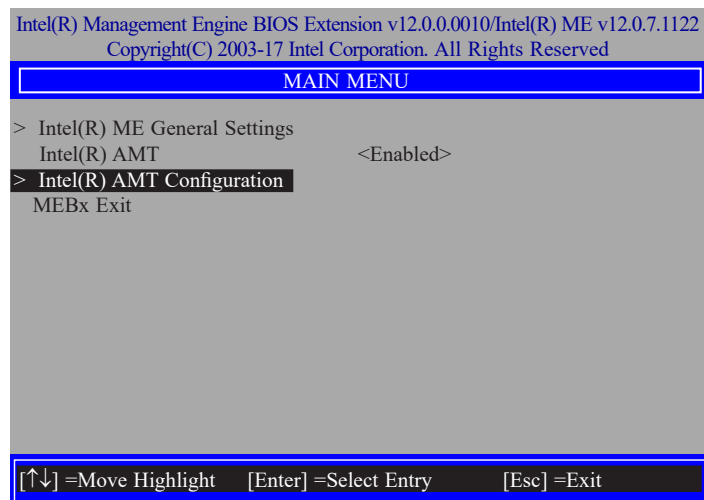 Intel(R) Management Engine BIOS Extension v12.0.0.0010/Intel(R) ME v12.0.7.1122
Copyright(C) 2003-17 Intel Corporation. All Rights Reserved
MAIN MENU
> Intel(R) ME General Settings
Intel(R) AMT <Enabled>
> Intel(R) AMT Configuration
MEBx Exit
[↑↓] =Move Highlight [Enter] =Select Entry [Esc] =Exit